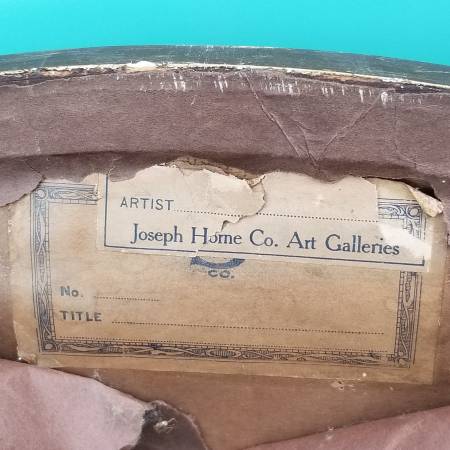 ARTIST
Joseph Horne Co. Art Galleries
CO.
No.
TITLE